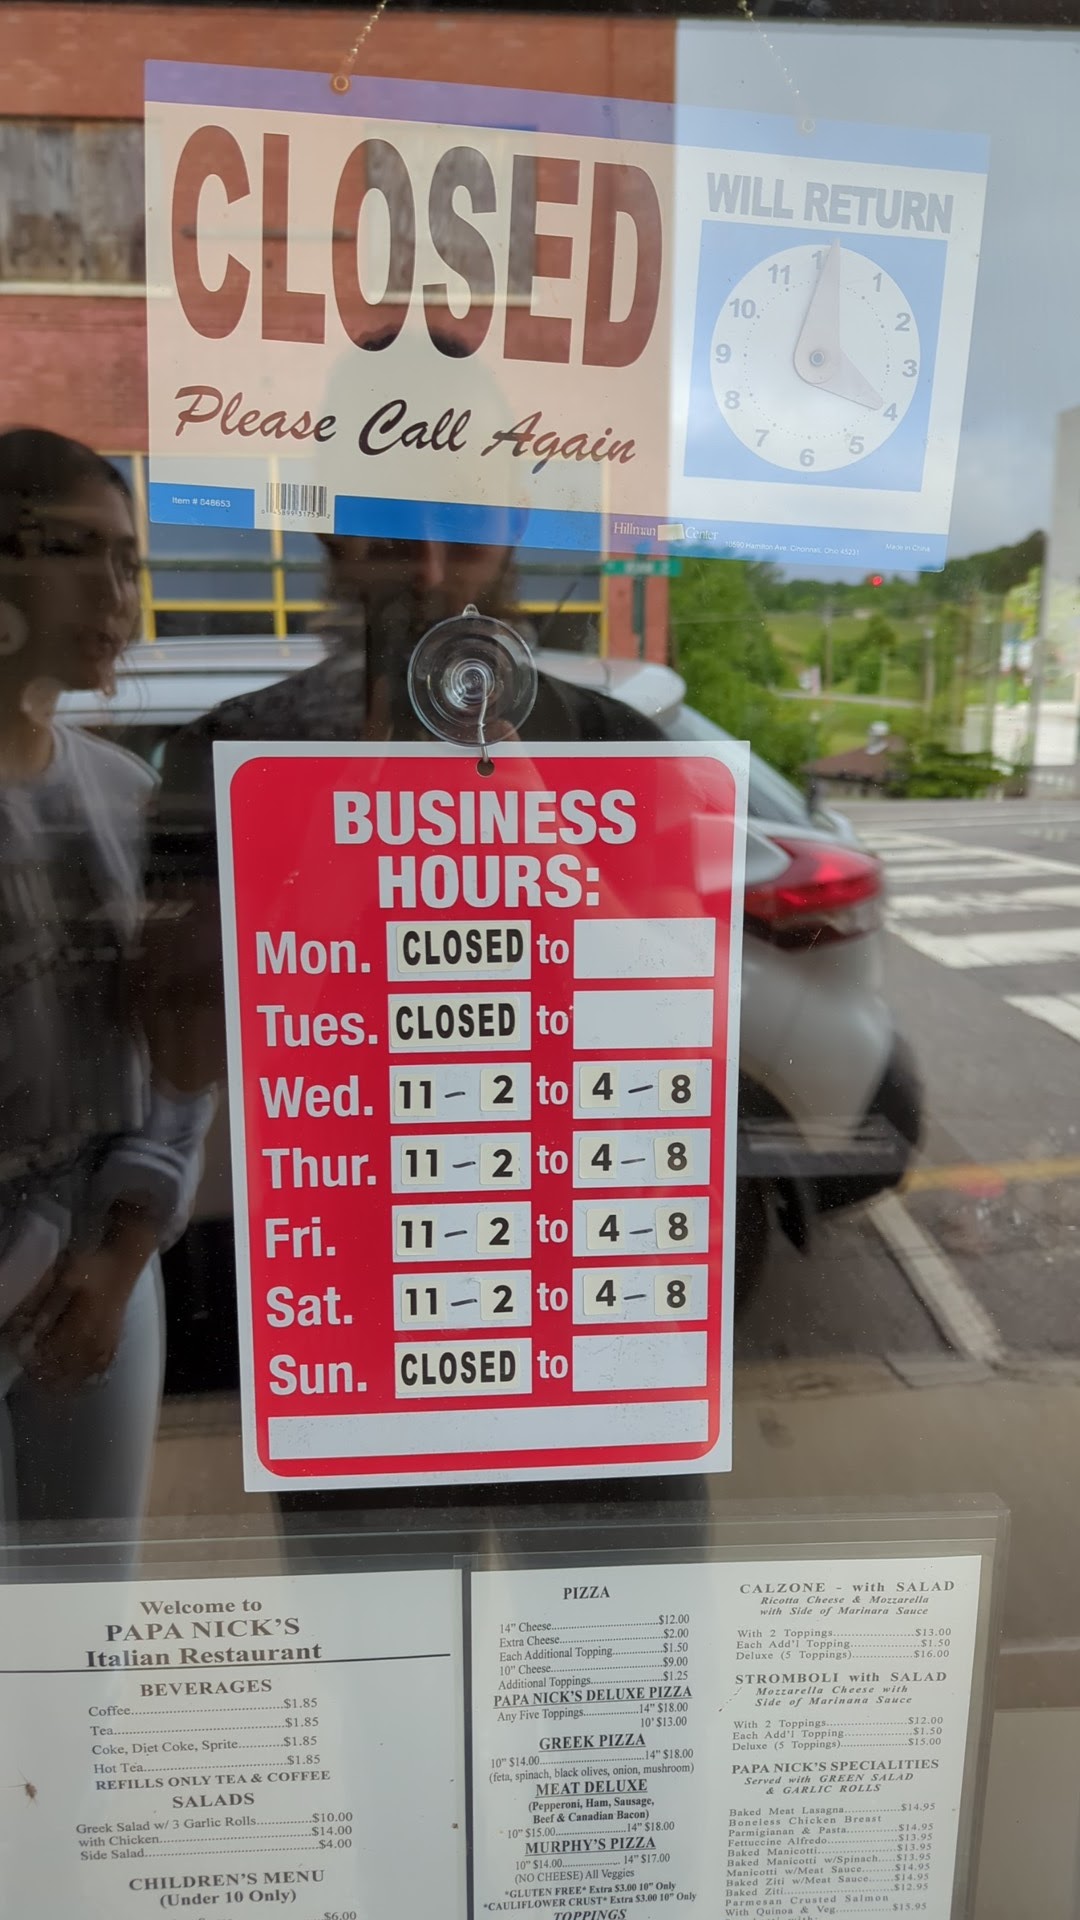 CLOSED
Please Call Again
WILL RETURN
11 1
10 2
9 3
8 4
7 6 5
Item # 848653
Hillman Center
10590 Hamilton Ave. Cincinnati, Ohio 45231
Made in China
BUSINESS
HOURS:
Mon. CLOSED to
Tues. CLOSED to
Wed. 11 - 2 to 4 - 8
Thur. 11 - 2 to 4 - 8
Fri. 11 - 2 to 4 - 8
Sat. 11 - 2 to 4 - 8
Sun. CLOSED to
Welcome to
PAPA NICK'S
Italian Restaurant
BEVERAGES
Coffee...$1.85
Tea...$1.85
Coke, Diet Coke, Sprite...$1.85
Hot Tea...$1.85
REFILLS ONLY TEA & COFFEE
SALADS
Greek Salad w/ 3 Garlic Rolls...$10.00
with Chicken...$14.00
Side Salad...$4.00
CHILDREN'S MENU
(Under 10 Only)
$6.00
PIZZA
14" Cheese...$12.00
Extra Cheese...$2.00
Each Additional Topping...$1.50
10" Cheese...$9.00
Additional Toppings...$1.25
PAPA NICK'S DELUXE PIZZA
Any Five Toppings...14" $18.00
10' $13.00
GREEK PIZZA
10" $14.00...14" $18.00
(feta, spinach, black olives, onion, mushroom)
MEAT DELUXE
(Pepperoni, Ham, Sausage,
Beef & Canadian Bacon)
10" $15.00...14" $18.00
MURPHY'S PIZZA
10" $14.00...14" $17.00
(NO CHEESE) All Veggies
*GLUTEN FREE* Extra $3.00 10" Only
*CAULIFLOWER CRUST* Extra $3.00 10" Only
TOPPINGS
CALZONE - with SALAD
Ricotta Cheese & Mozzarella
with Side of Marinara Sauce
With 2 Toppings...$13.00
Each Add'l Topping...$1.50
Deluxe (5 Toppings)...$16.00
STROMBOLI with SALAD
Mozzarella Cheese with
Side of Marinana Sauce
With 2 Toppings...$12.00
Each Add'l Topping...$1.50
Deluxe (5 Toppings)...$15.00
PAPA NICK'S SPECIALITIES
Served with GREEN SALAD
& GARLIC ROLLS
Baked Meat Lasagna...$14.95
Boneless Chicken Breast
Parmigianan & Pasta...$14.95
Fettuccine Alfredo...$13.95
Baked Manicotti...$13.95
Baked Manicotti w/Spinach...$13.95
Manicotti w/Meat Sauce...$14.95
Baked Ziti w/Meat Sauce...$14.95
Baked Ziti...$12.95
Parmesan Crusted Salmon
With Quinoa & Veg...$15.95